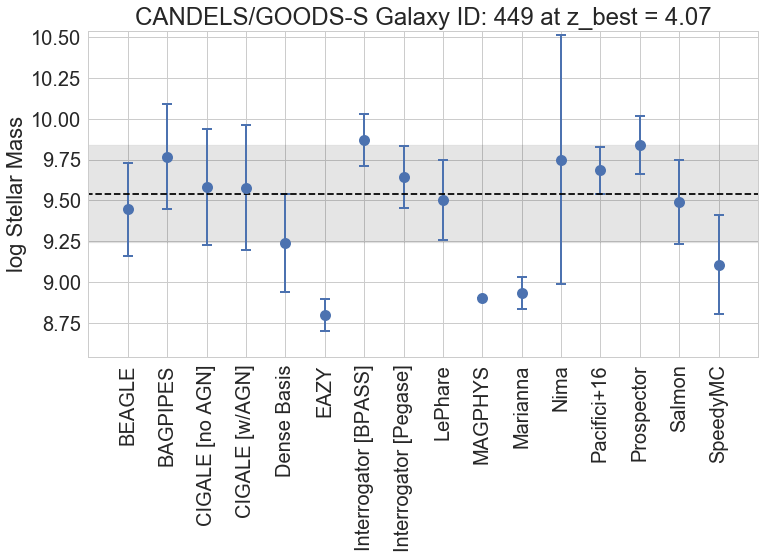 CANDELS/GOODS-S Galaxy ID: 449 at z_best = 4.07
log Stellar Mass
10.50
10.25
10.00
9.75
9.50
9.25
9.00
8.75
BEAGLE
BAGPIPES
CIGALE [no AGN]
CIGALE [w/AGN]
Dense Basis
EAZY
Interrogator [BPASS]
Interrogator [Pegase]
LePhare
MAGPHYS
Marianna
Nima
Pacifici+16
Prospector
Salmon
SpeedyMC